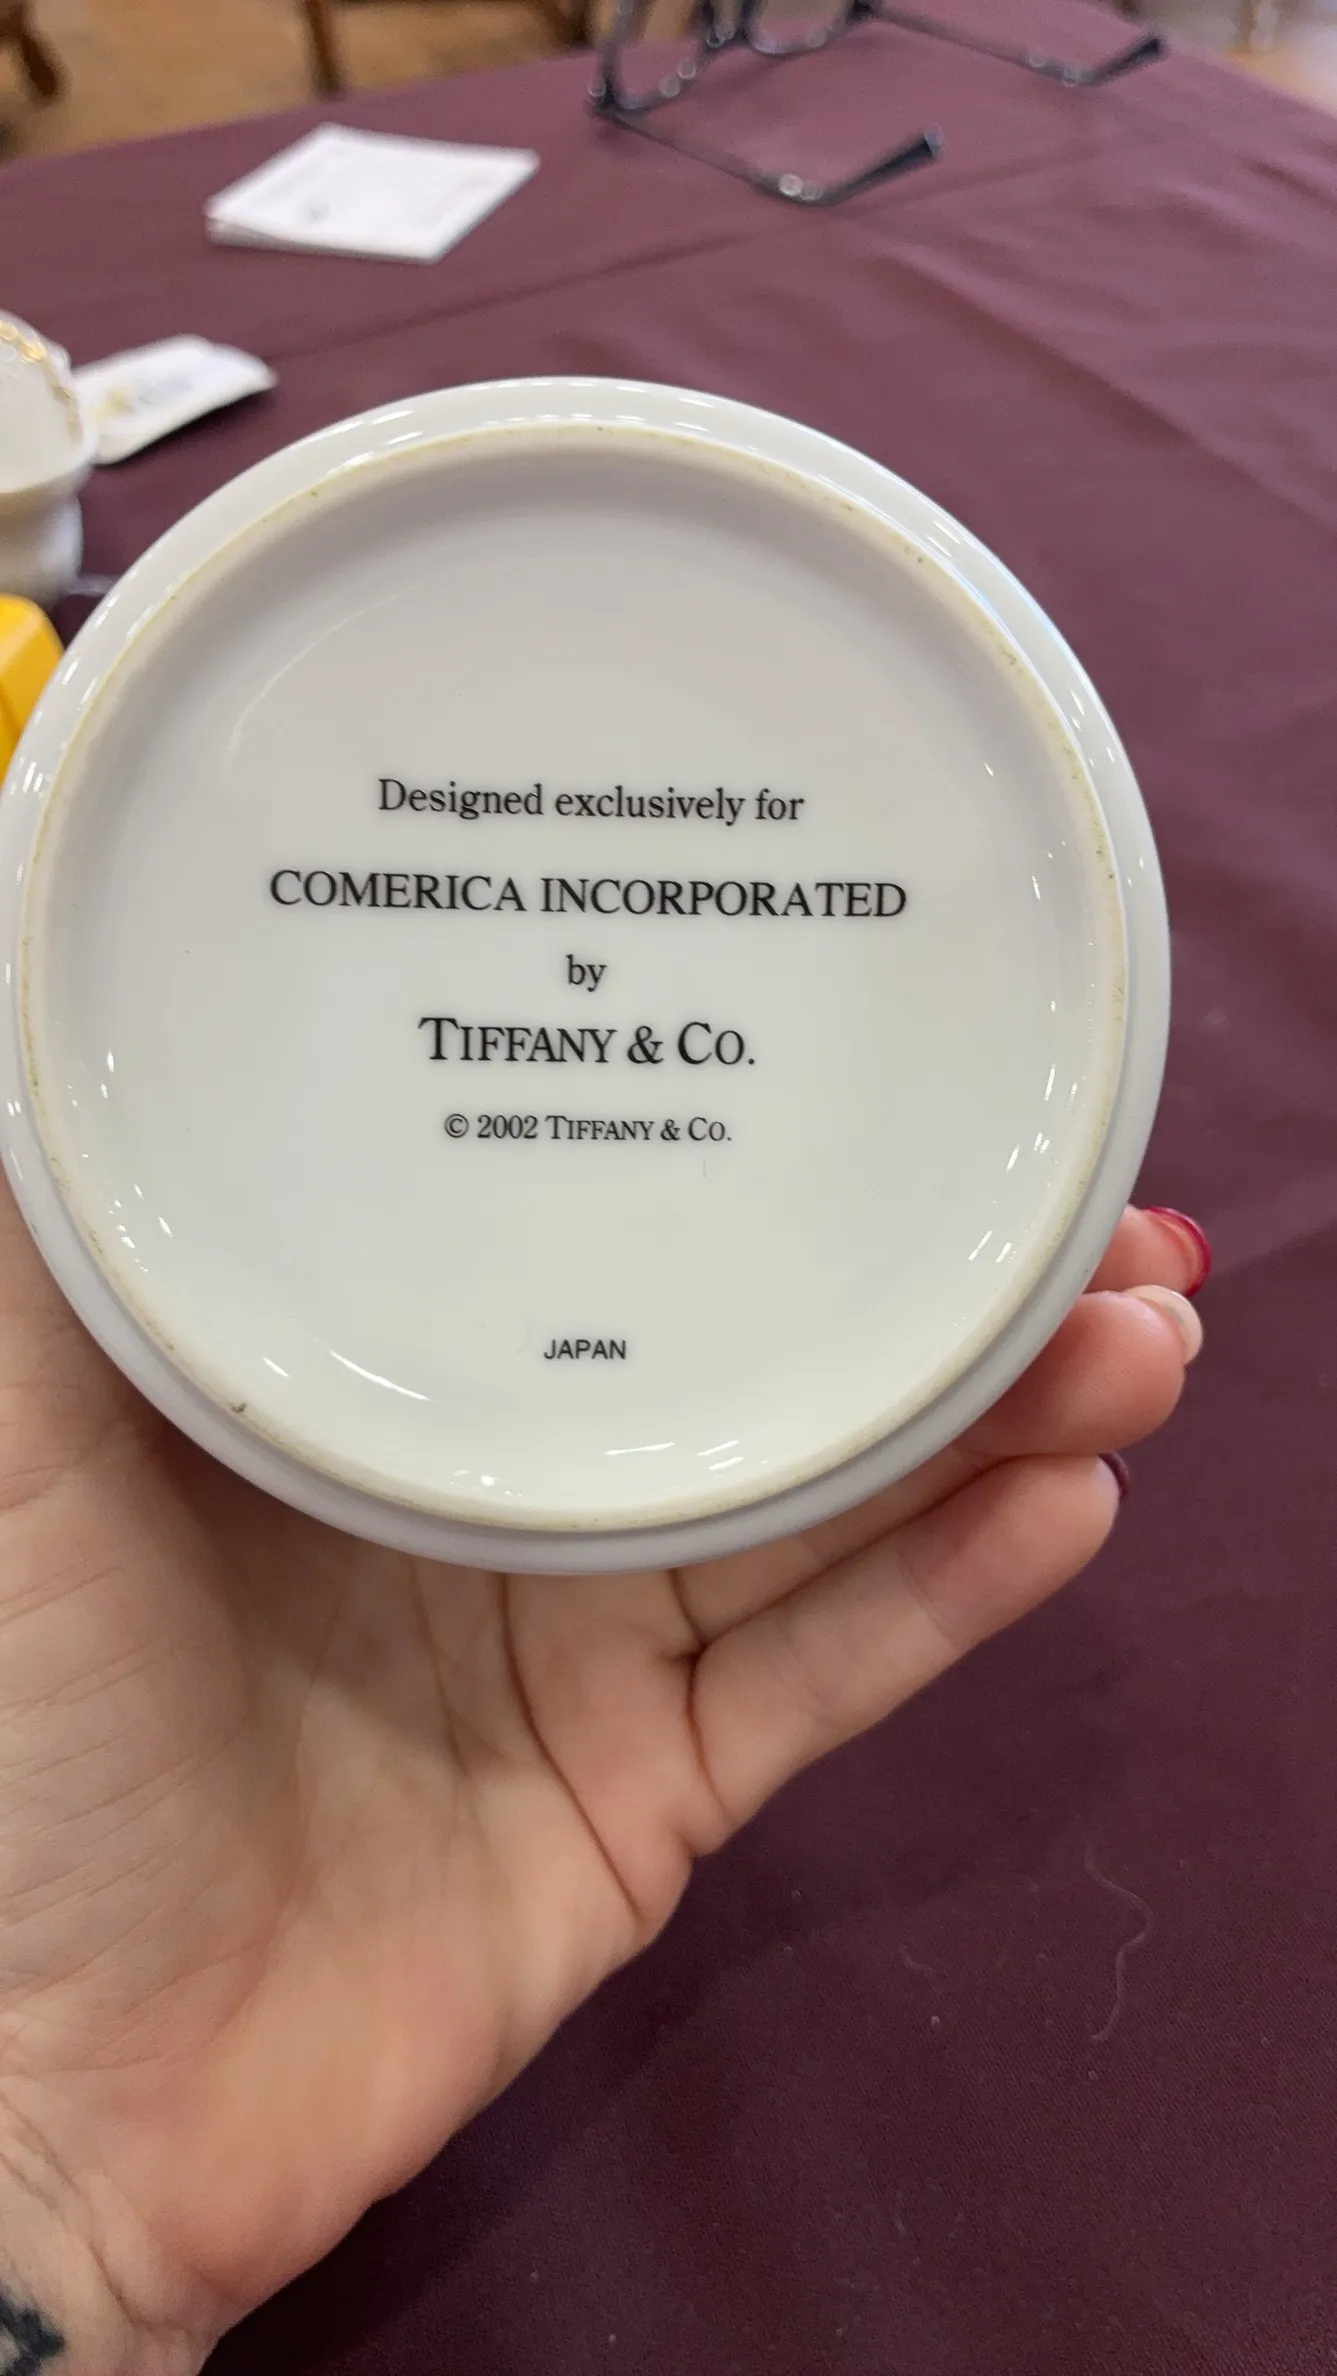 Designed exclusively for
COMERICA INCORPORATED
by
TIFFANY & CO.
© 2002 TIFFANY & CO.
JAPAN